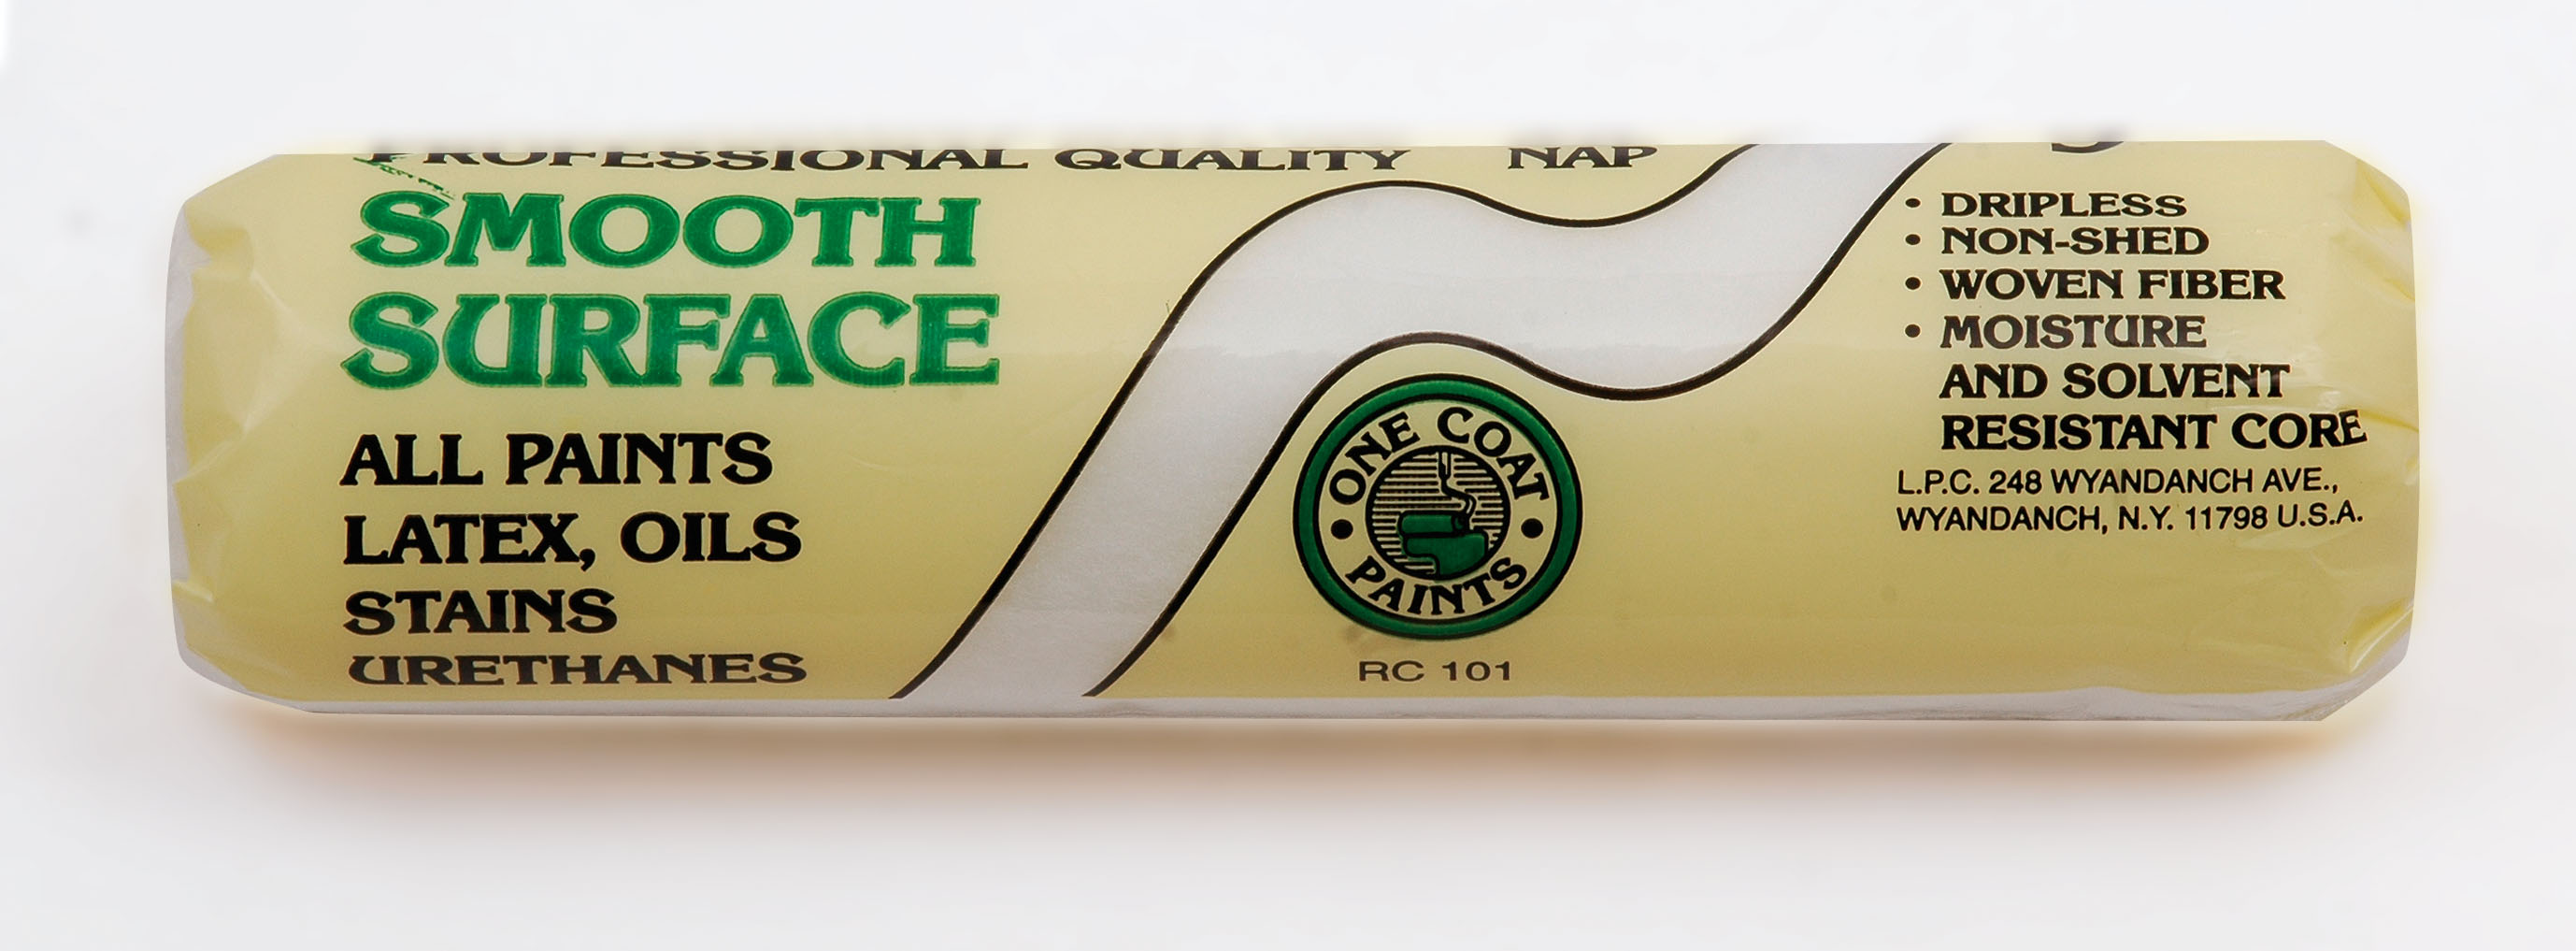 PROFESSIONAL QUALITY NAP
SMOOTH
SURFACE
ALL PAINTS
LATEX, OILS
STAINS
URETHANES
ONE COAT
PAINTS
RC 101
• DRIPLESS
• NON-SHED
• WOVEN FIBER
• MOISTURE
AND SOLVENT
RESISTANT CORE
L.P.C. 248 WYANDANCH AVE.,
WYANDANCH, N.Y. 11798 U.S.A.